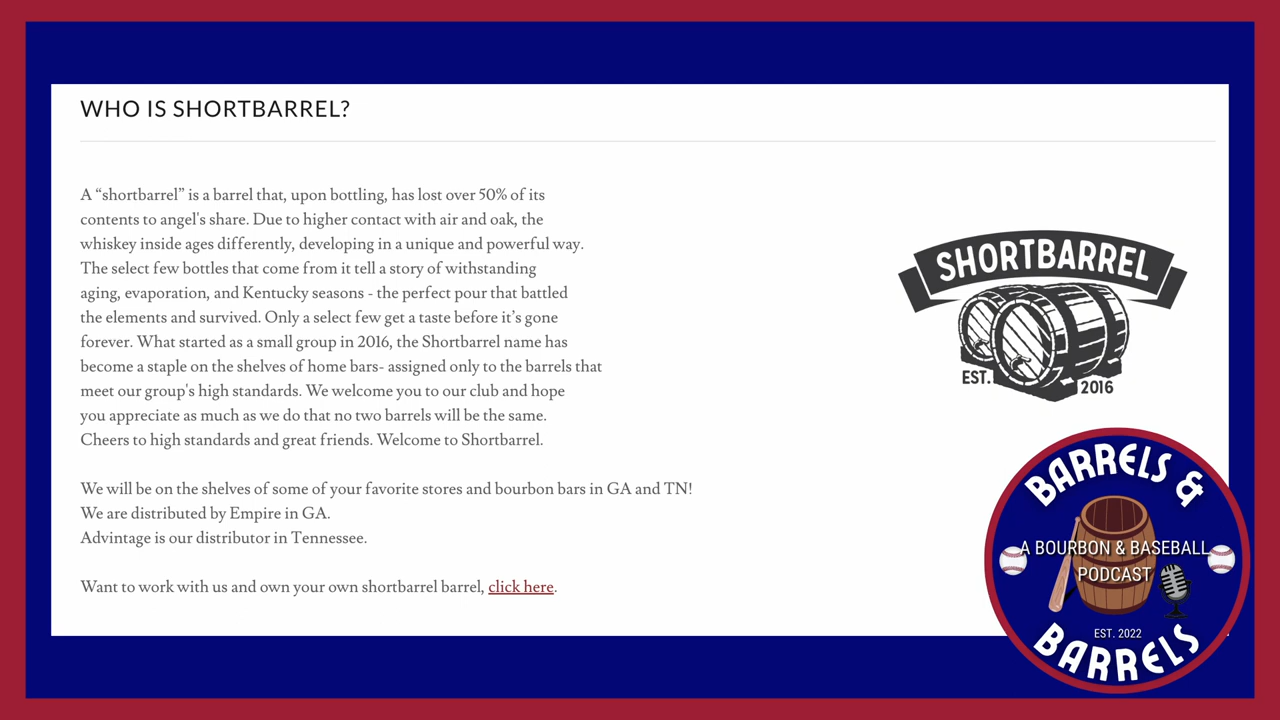 WHO IS SHORTBARREL?
A “shortbarrel” is a barrel that, upon bottling, has lost over 50% of its
contents to angel's share. Due to higher contact with air and oak, the
whiskey inside ages differently, developing in a unique and powerful way.
The select few bottles that come from it tell a story of withstanding
aging, evaporation, and Kentucky seasons - the perfect pour that battled
the elements and survived. Only a select few get a taste before it’s gone
forever. What started as a small group in 2016, the Shortbarrel name has
become a staple on the shelves of home bars- assigned only to the barrels that
meet our group's high standards. We welcome you to our club and hope
you appreciate as much as we do that no two barrels will be the same.
Cheers to high standards and great friends. Welcome to Shortbarrel.
We will be on the shelves of some of your favorite stores and bourbon bars in GA and TN!
We are distributed by Empire in GA.
Advintage is our distributor in Tennessee.
Want to work with us and own your own shortbarrel barrel, click here.
SHORTBARREL
EST. 2016
BARRELS &
A BOURBON & BASEBALL
PODCAST
EST. 2022
BARRELS